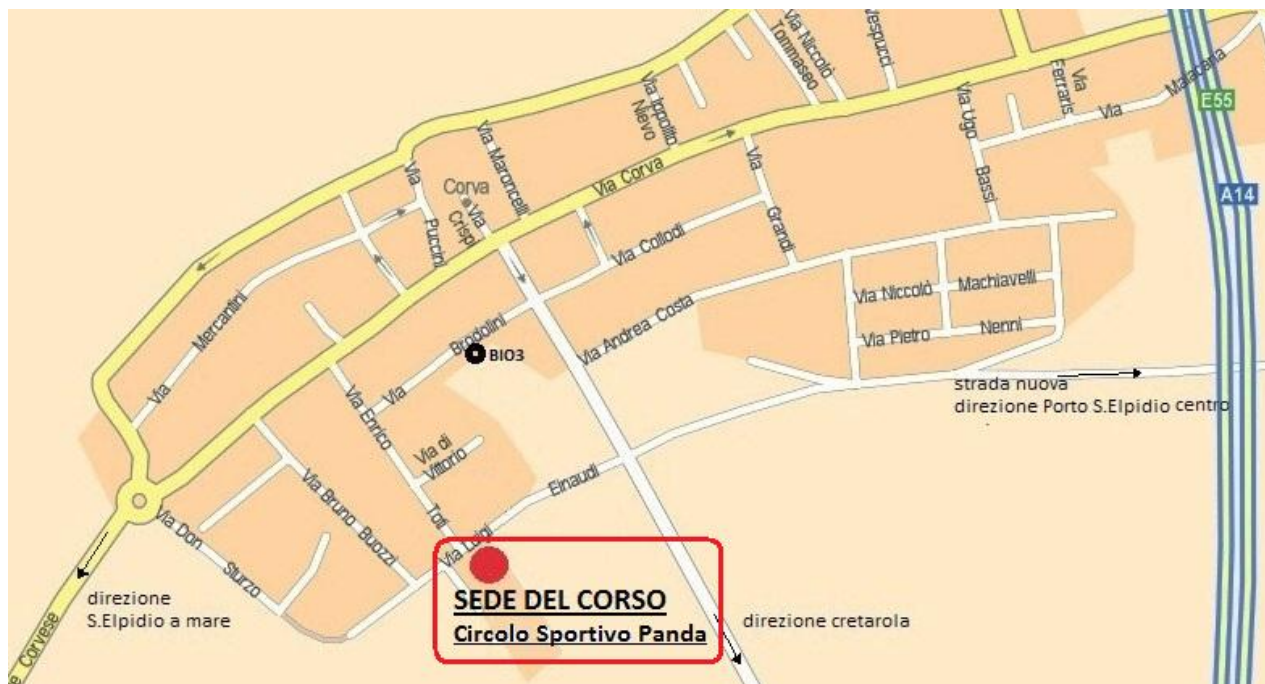 Via Niccolò
Tommaseo
Vespucci
Via Ippolito
Nievo
Via Maroncelli
Via Ugo
Bassi
Via
Ferraris
Via Malacana
E55
A14
Via Corva
Corva
Via
Crispi
Via
Puccini
Via
Grandi
Via Collodi
Via Mercantini
Via Brodolini
BIO3
Via Andrea Costa
Via Niccolò Machiavelli
Via Pietro Nenni
strada nuova
direzione Porto S.Elpidio centro
Via Enrico
Toti
Via di
Vittorio
Via Bruno Buozzi
Via Luigi Einaudi
Via Don
Sturzo
direzione
S.Elpidio a mare
e Corvese
SEDE DEL CORSO
Circolo Sportivo Panda
direzione cretarola